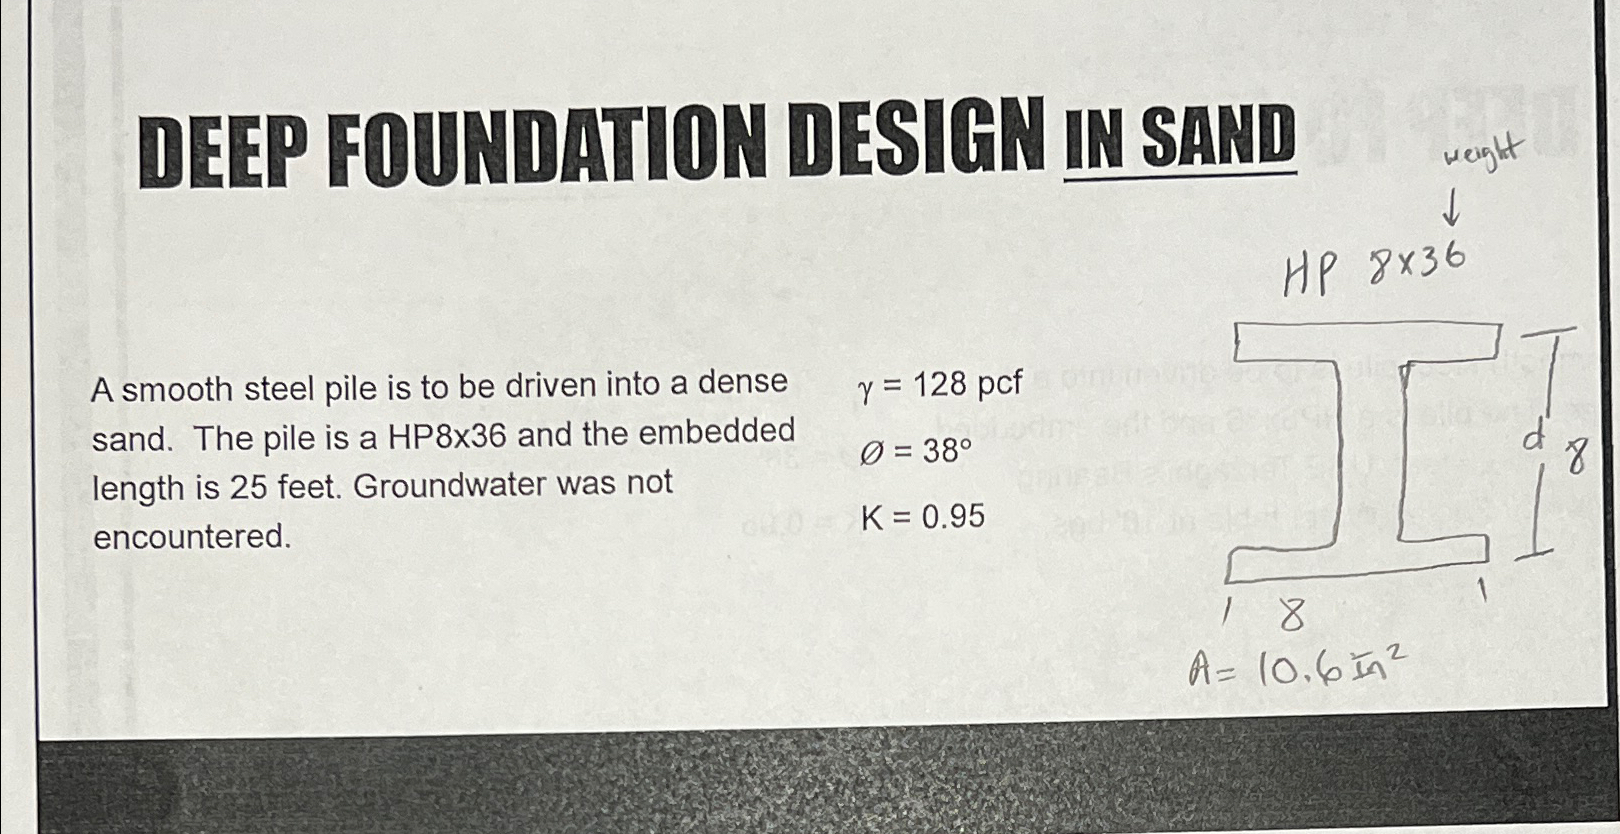 DEEP FOUNDATION DESIGN IN SAND
weight
↓
HP 8x36
A smooth steel pile is to be driven into a dense
sand. The pile is a HP8x36 and the embedded
length is 25 feet. Groundwater was not
encountered.
γ = 128 pcf
Ø = 38°
K = 0.95
d 8
8
A = 10.6 in²